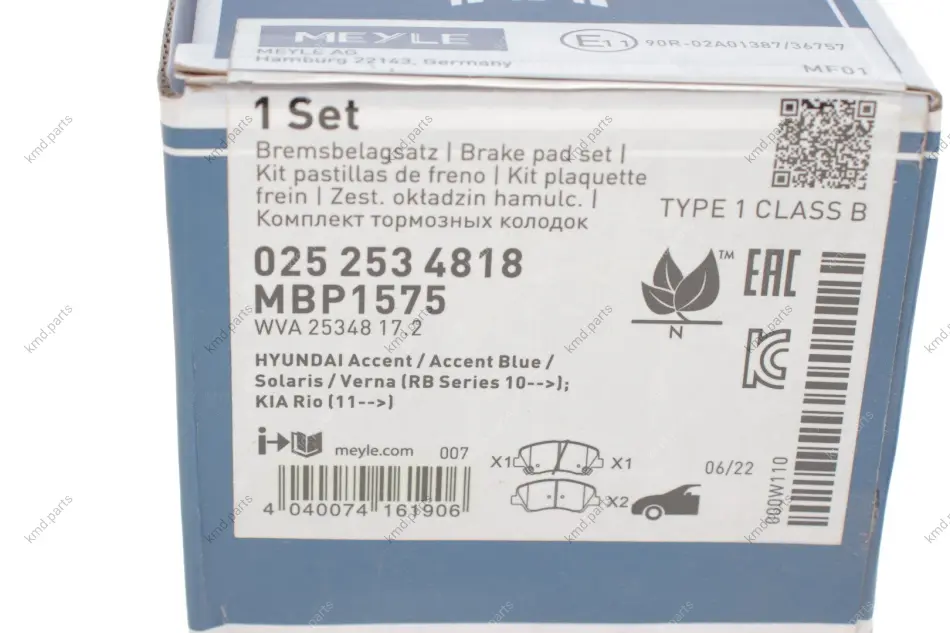 MEYLE
MEYLE AG
Hamburg 22143, Germany
E11 90R-02A01387/36757
MF01
1 Set
Bremsbelagsatz | Brake pad set |
Kit pastillas de freno | Kit plaquette
frein | Zest. okładzin hamulc. |
Комплект тормозных колодок
TYPE 1 CLASS B
025 253 4818
MBP1575
WVA 25348 17,2
TM
N
EAC
KC
HYUNDAI Accent / Accent Blue /
Solaris / Verna (RB Series 10-->);
KIA Rio (11-->)
i
meyle.com
007
X1
X1
X2
06/22
000W110
4 040074 161906
kmd.parts